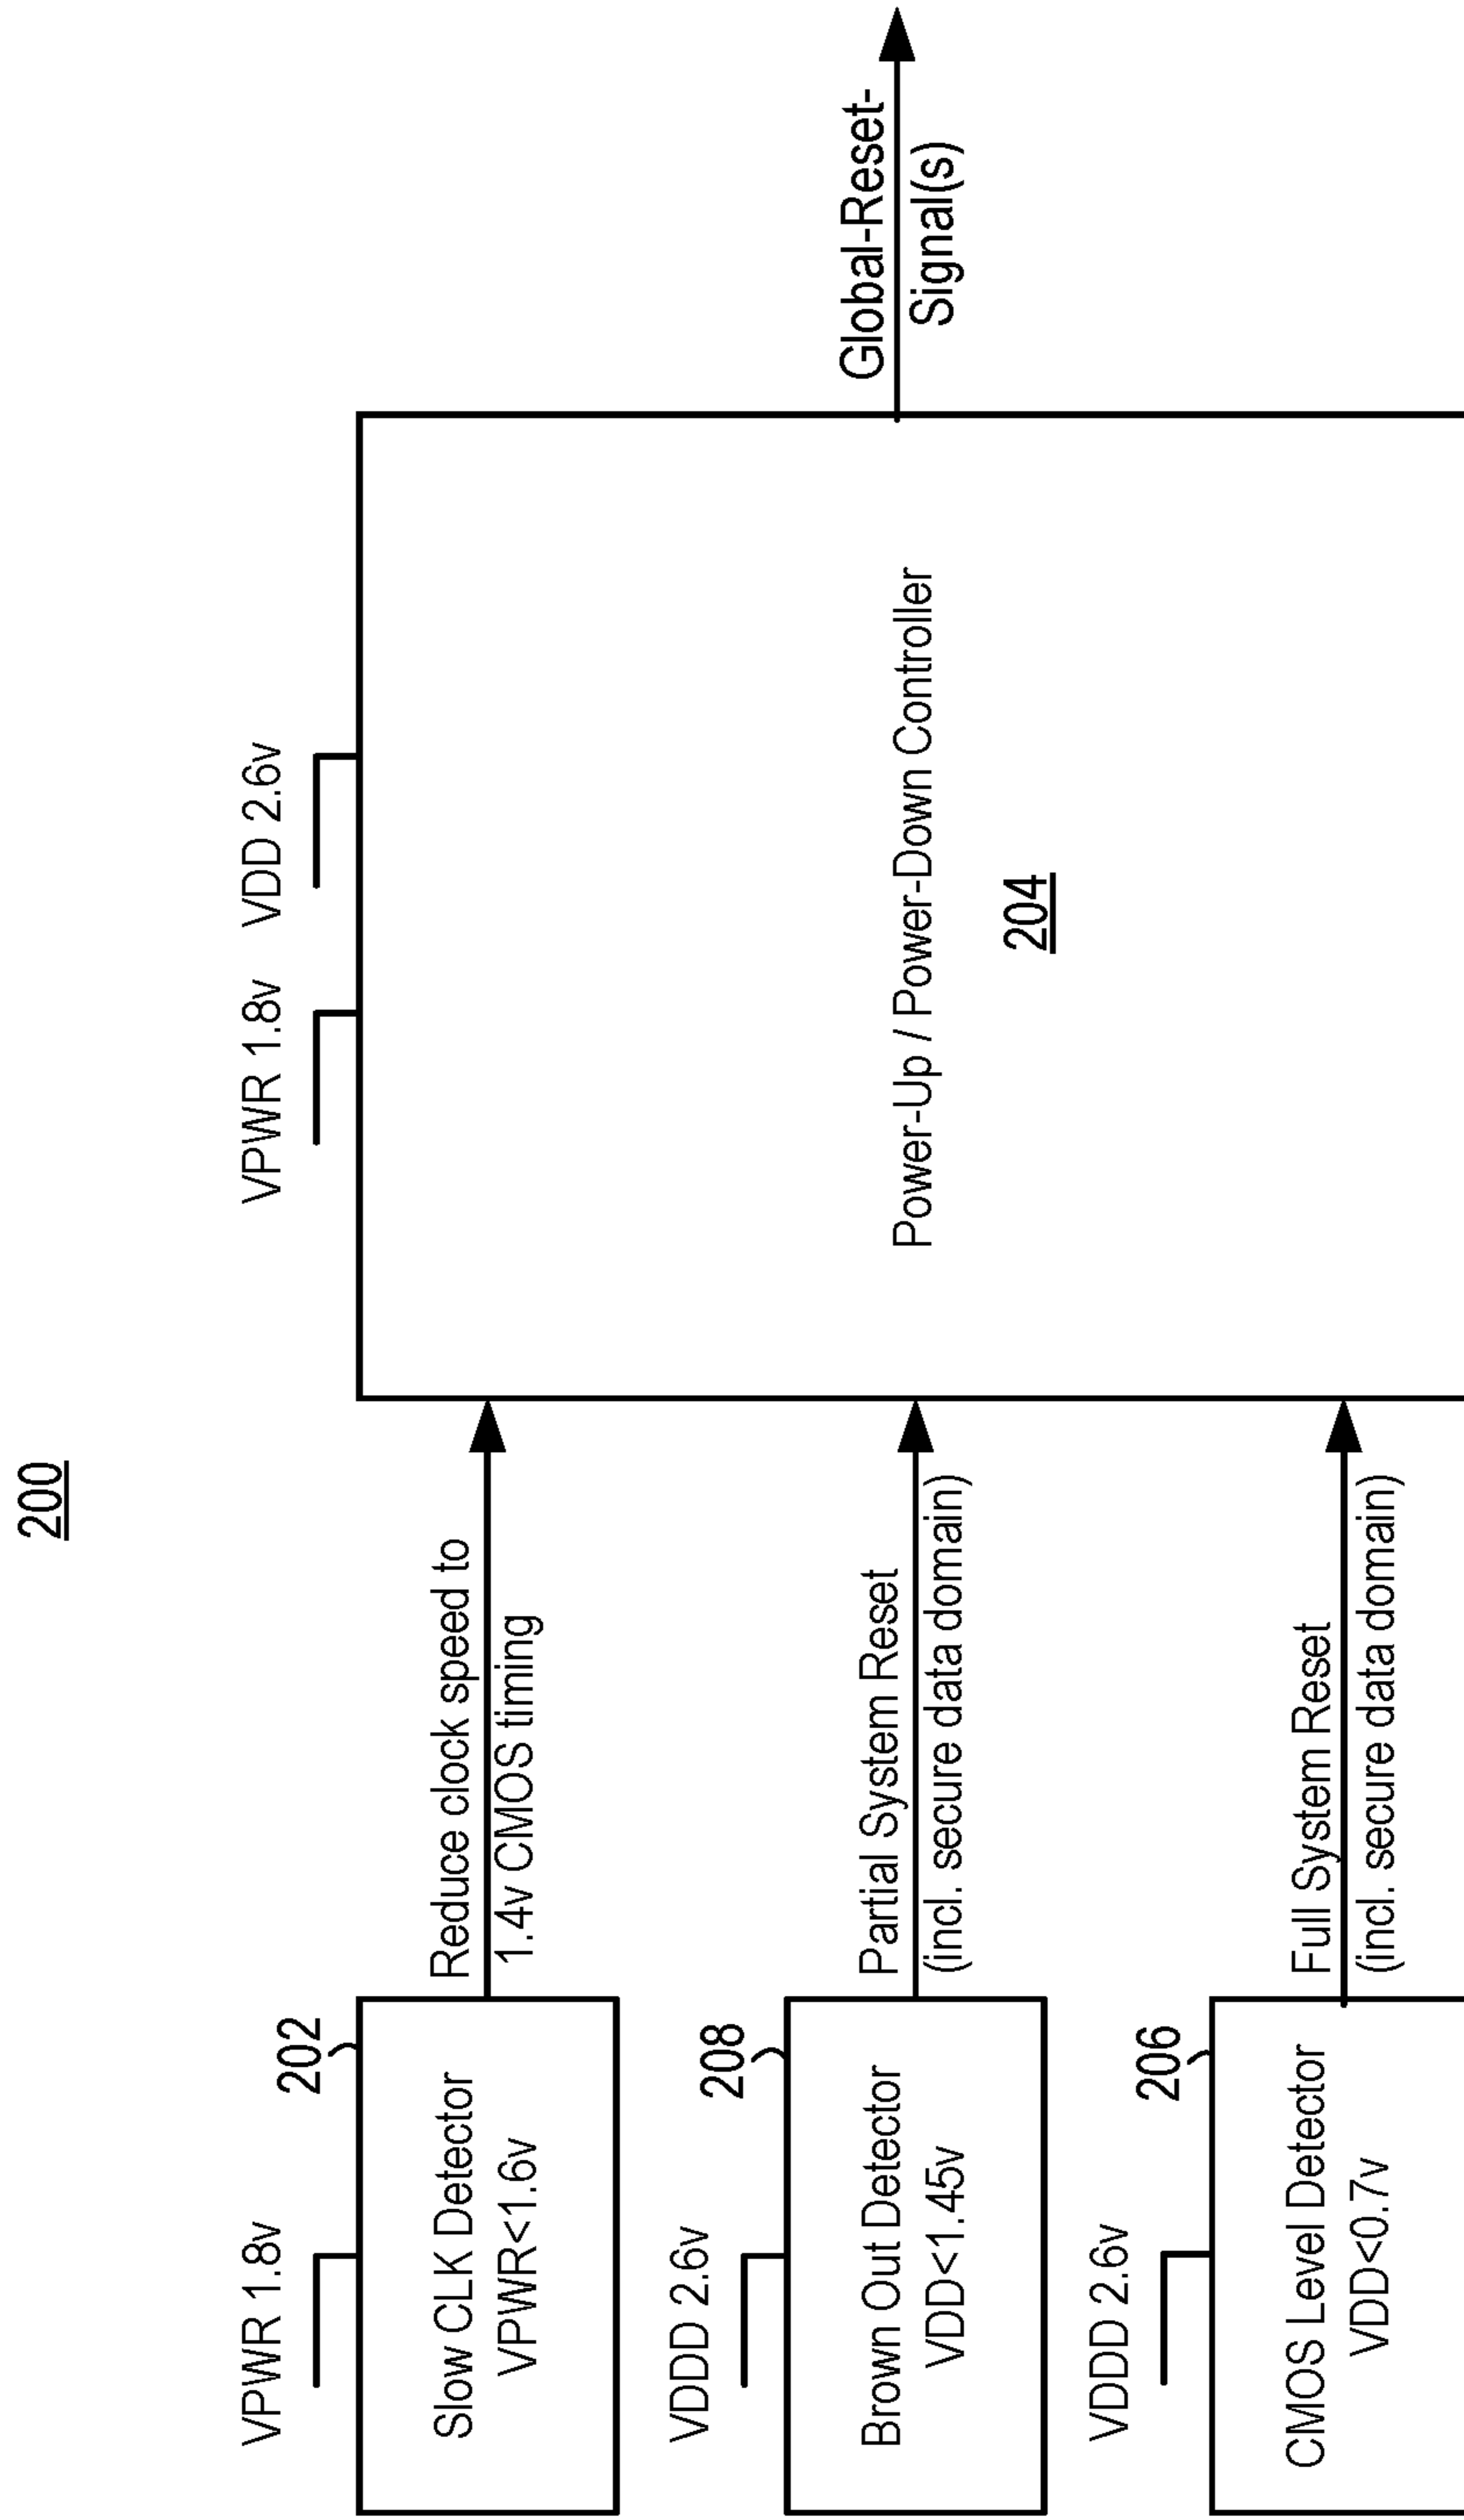 200
VPWR 1.8v
202
Slow CLK Detector
VPWR<1.6v
Reduce clock speed to
1.4v CMOS timing
VDDD 2.6v
208
Brown Out Detector
VDD<1.45v
Partial System Reset
(incl. secure data domain)
VDDD 2.6v
206
CMOS Level Detector
VDD<0.7v
Full System Reset
(incl. secure data domain)
VPWR 1.8v
VDD 2.6v
Power-Up / Power-Down Controller
204
Global-Reset-
Signal(s)